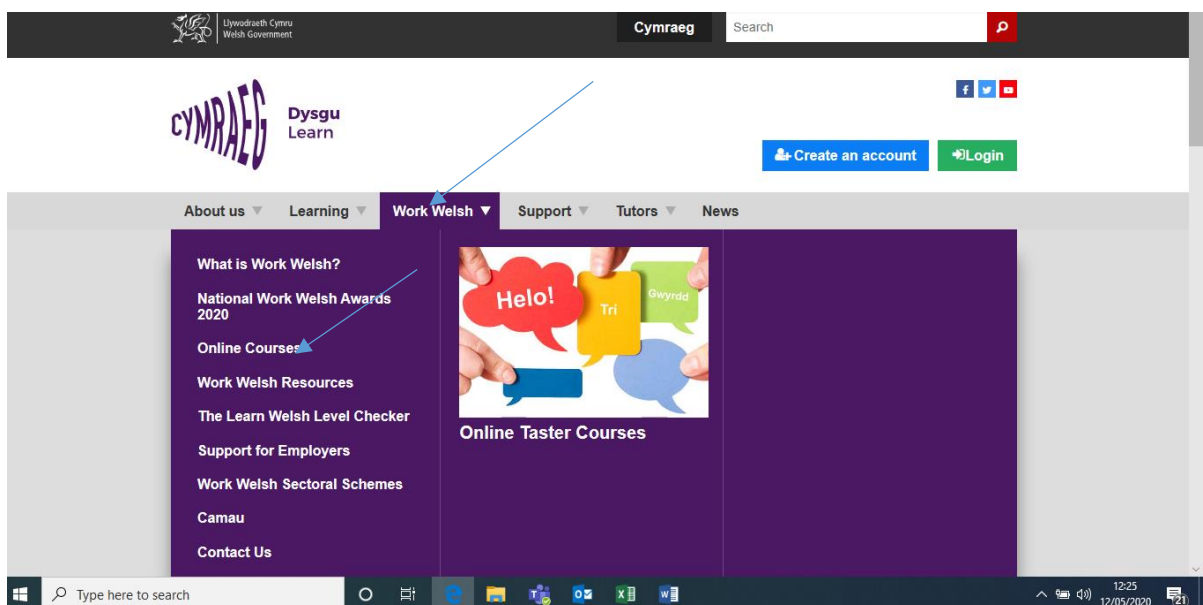 Llywodraeth Cymru
Welsh Government
Cymraeg
Search
CYMRAEG
Dysgu
Learn
Create an account
Login
About us
Learning
Work Welsh
Support
Tutors
News
What is Work Welsh?
National Work Welsh Awards
2020
Online Courses
Work Welsh Resources
The Learn Welsh Level Checker
Support for Employers
Work Welsh Sectoral Schemes
Camau
Contact Us
Helo!
Tri
Gwyrdd
Online Taster Courses
Type here to search
12:25
12/05/2020
21